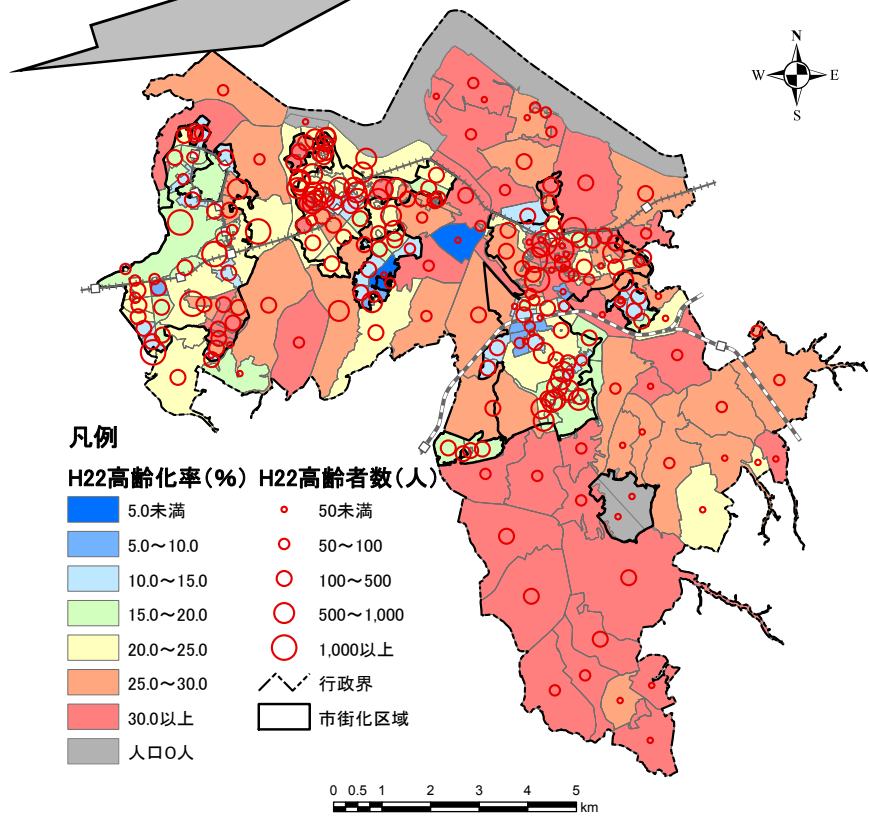 N
W E
S
凡例
H22高齢化率(%) H22高齢者数(人)
5.0未満 50未満
5.0～10.0 50～100
10.0～15.0 100～500
15.0～20.0 500～1,000
20.0～25.0 1,000以上
25.0～30.0 行政界
30.0以上 市街化区域
人口0人
0 0.5 1 2 3 4 5
km